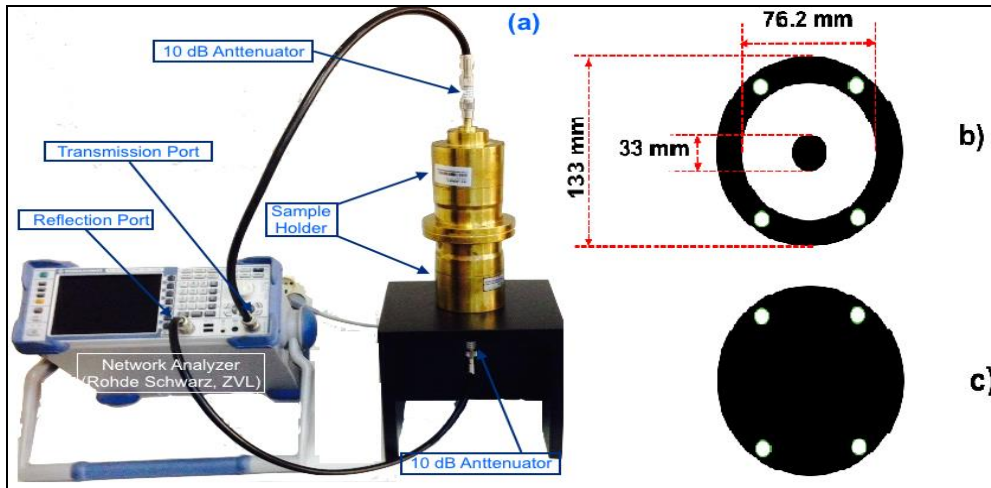 (a)
10 dB Anttenuator
Transmission Port
Reflection Port
Sample
Holder
Network Analyzer
(Rohde Schwarz, ZVL)
10 dB Anttenuator
76.2 mm
133 mm
33 mm
b)
c)